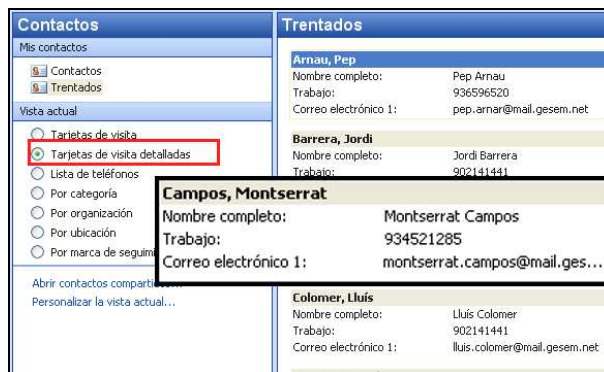 Contactos
Mis contactos
Contactos
Trentados
Vista actual
Tarjetas de visita
Tarjetas de visita detalladas
Lista de teléfonos
Por categoría
Por organización
Por ubicación
Por marca de seguimi
Abrir contactos comparti
Personalizar la vista actual...
Trentados
Arnau, Pep
Nombre completo: Pep Arnau
Trabajo: 936596520
Correo electrónico 1: pep.arnar@mail.gesem.net
Barrera, Jordi
Nombre completo: Jordi Barrera
Trabajo: 902141441
Campos, Montserrat
Nombre completo: Montserrat Campos
Trabajo: 934521285
Correo electrónico 1: montserrat.campos@mail.ges...
Colomer, Lluís
Nombre completo: Lluís Colomer
Trabajo: 902141441
Correo electrónico 1: lluis.colomer@mail.gesem.net